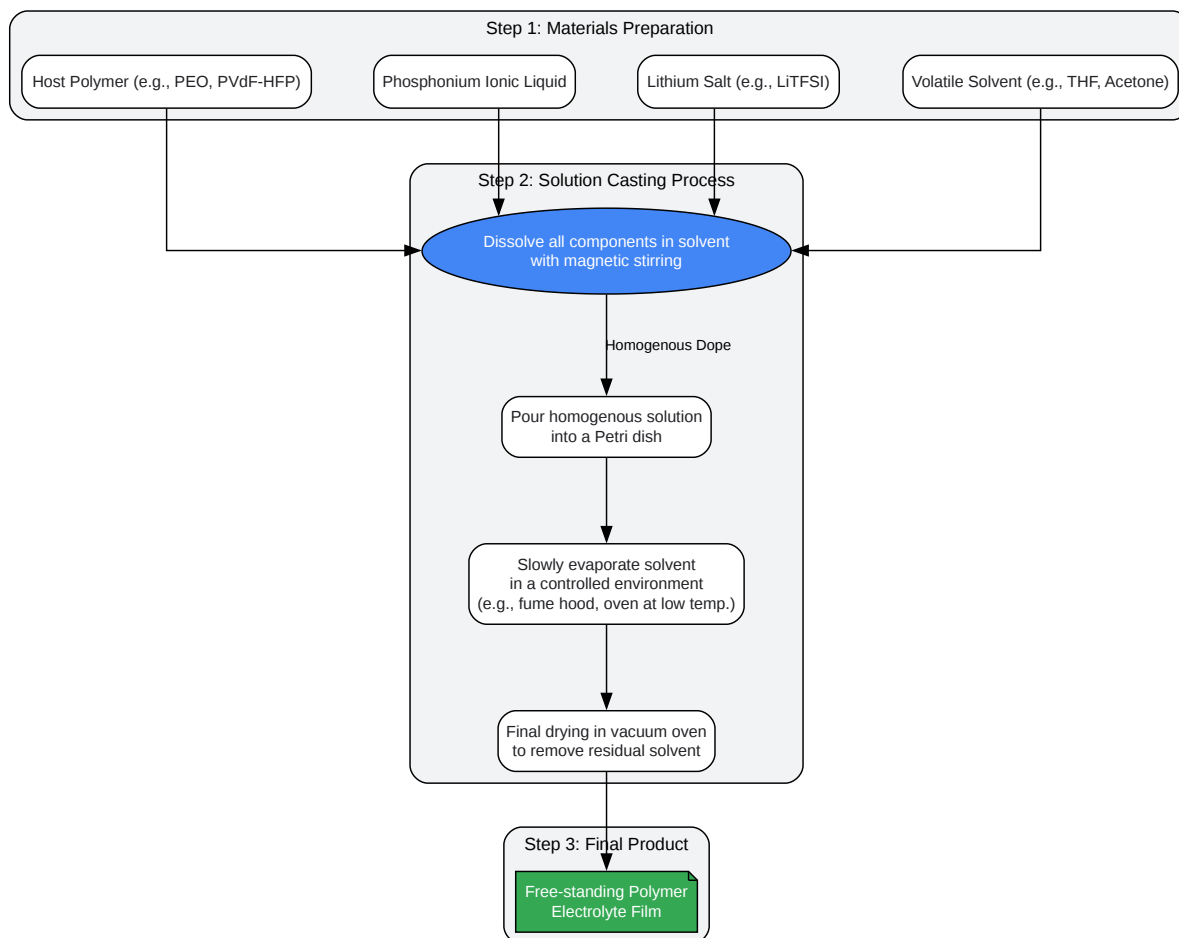 Step 1: Materials Preparation
Host Polymer (e.g., PEO, PVdF-HFP)
Phosphonium Ionic Liquid
Lithium Salt (e.g., LiTFSI)
Volatile Solvent (e.g., THF, Acetone)
Step 2: Solution Casting Process
Dissolve all components in solvent
with magnetic stirring
Homogenous Dope
Pour homogenous solution
into a Petri dish
Slowly evaporate solvent
in a controlled environment
(e.g., fume hood, oven at low temp.)
Final drying in vacuum oven
to remove residual solvent
Step 3: Final Product
Free-standing Polymer
Electrolyte Film